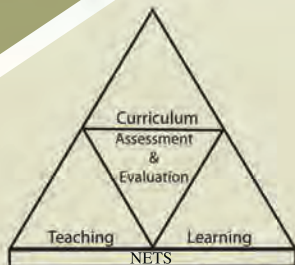 Curriculum
Assessment
&
Evaluation
Teaching Learning
NETS